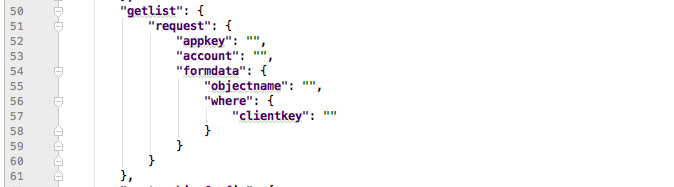 50 "getlist": {
51 "request": {
52 "appkey": "",
53 "account": "",
54 "formdata": {
55 "objectname": "",
56 "where": {
57 "clientkey": ""
58 }
59 }
60 }
61 },